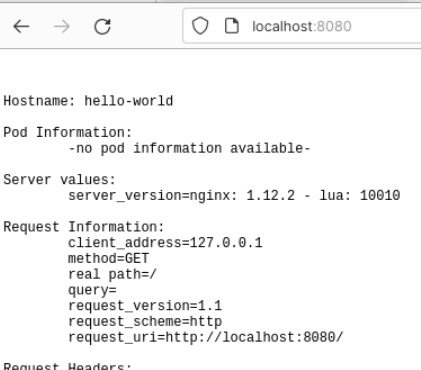 localhost:8080
Hostname: hello-world
Pod Information:
-no pod information available-
Server values:
server_version=nginx: 1.12.2 - lua: 10010
Request Information:
client_address=127.0.0.1
method=GET
real path=/
query=
request_version=1.1
request_scheme=http
request_uri=http://localhost:8080/
Request Headers: